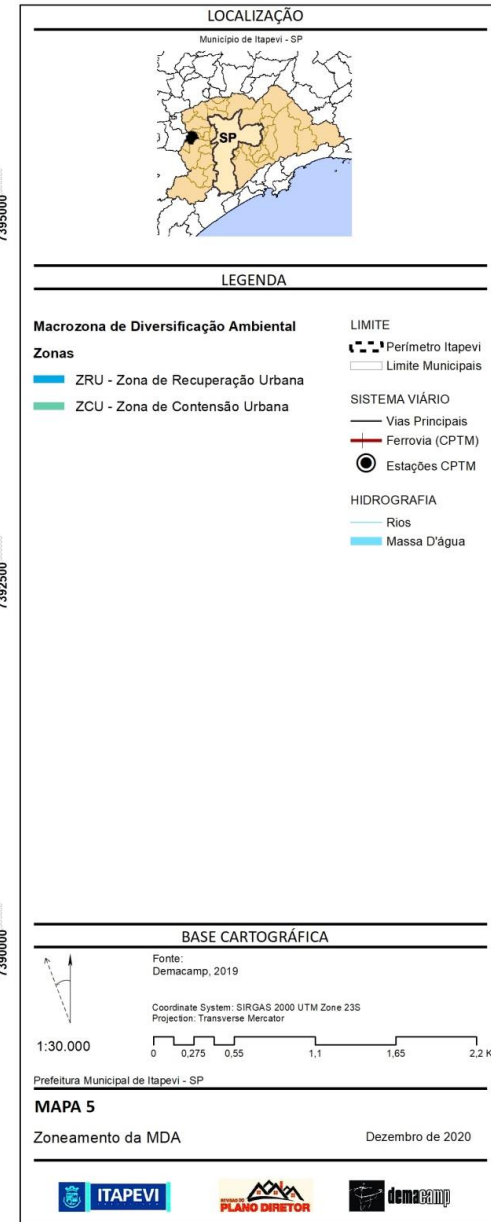 LOCALIZAÇÃO
Município de Itapevi - SP
SP
7395000
LEGENDA
Macrozona de Diversificação Ambiental
Zonas
ZRU - Zona de Recuperação Urbana
ZCU - Zona de Contensão Urbana
LIMITE
Perímetro Itapevi
Limite Municipais
SISTEMA VIÁRIO
Vias Principais
Ferrovia (CPTM)
Estações CPTM
HIDROGRAFIA
Rios
Massa D'água
7392500
7390000
BASE CARTOGRÁFICA
Fonte:
Demacamp, 2019
Coordinate System: SIRGAS 2000 UTM Zone 23S
Projection: Transverse Mercator
1:30.000
0 0,275 0,55 1,1 1,65 2,2 K
Prefeitura Municipal de Itapevi - SP
MAPA 5
Zoneamento da MDA
Dezembro de 2020
ITAPEVI
REVISÃO DO
PLANO DIRETOR
demacamp